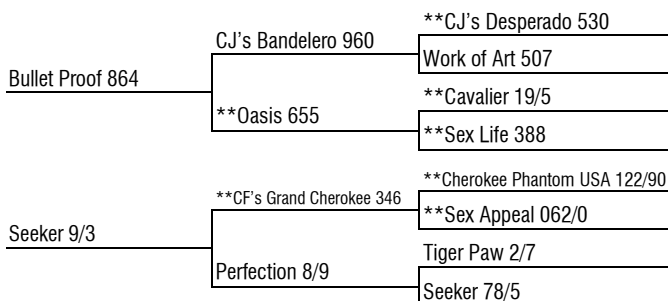 **CJ's Desperado 530
CJ's Bandelero 960
Work of Art 507
Bullet Proof 864
**Cavalier 19/5
**Oasis 655
**Sex Life 388
**Cherokee Phantom USA 122/90
**CF's Grand Cherokee 346
**Sex Appeal 062/0
Seeker 9/3
Tiger Paw 2/7
Perfection 8/9
Seeker 78/5